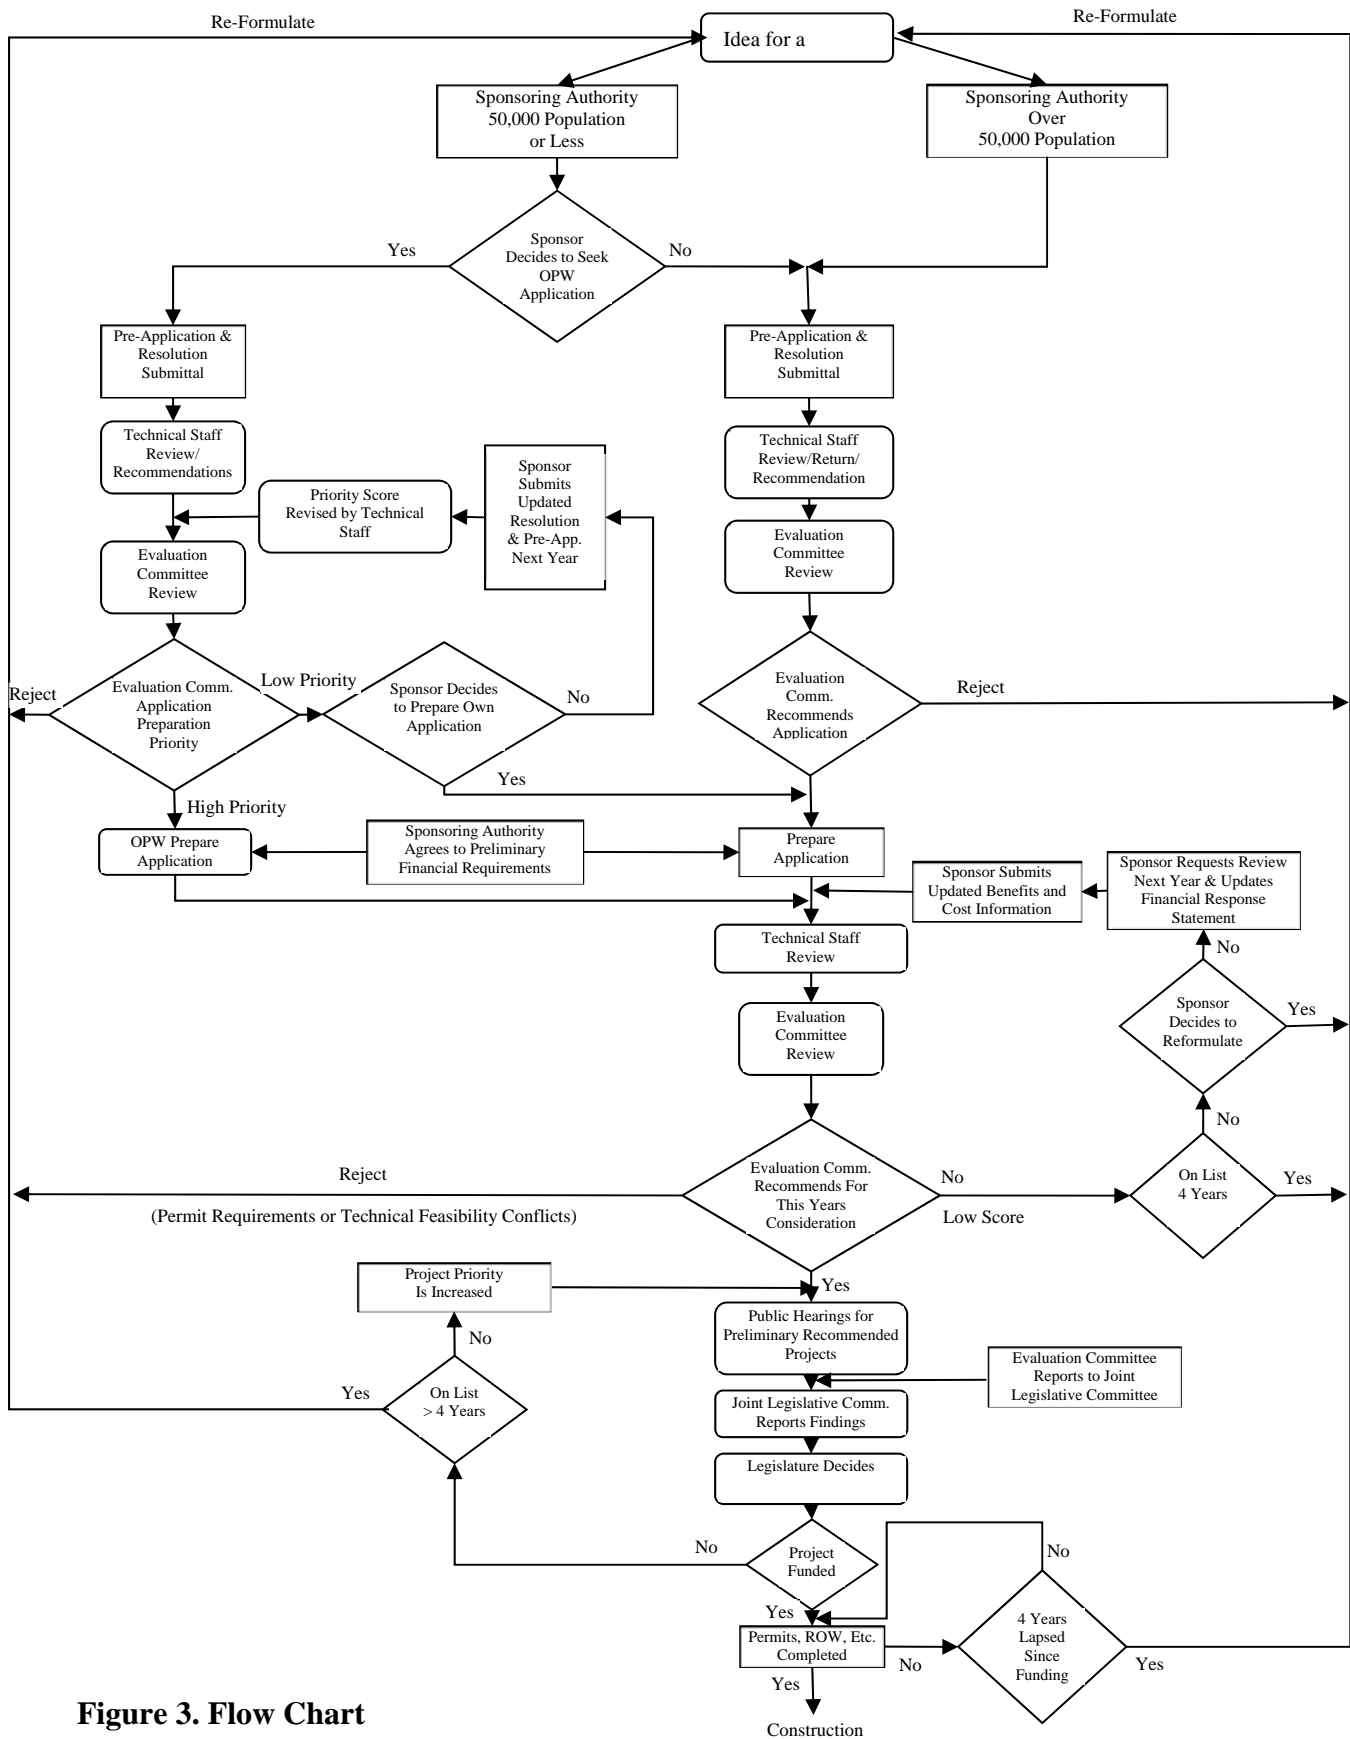 Re-Formulate
Re-Formulate
Idea for a
Sponsoring Authority
50,000 Population
or Less
Sponsoring Authority
Over
50,000 Population
Yes
Sponsor
Decides to Seek
OPW
Application
No
Pre-Application &
Resolution
Submittal
Pre-Application &
Resolution
Submittal
Technical Staff
Review/
Recommendations
Priority Score
Revised by Technical
Staff
Sponsor
Submits
Updated
Resolution
& Pre-App.
Next Year
Technical Staff
Review/Return/
Recommendation
Evaluation
Committee
Review
Evaluation
Committee
Review
Reject
Evaluation Comm.
Application
Preparation
Priority
Low Priority
Sponsor Decides
to Prepare Own
Application
No
Evaluation
Comm.
Recommends
Application
Reject
Yes
High Priority
OPW Prepare
Application
Sponsoring Authority
Agrees to Preliminary
Financial Requirements
Prepare
Application
Sponsor Submits
Updated Benefits and
Cost Information
Sponsor Requests Review
Next Year & Updates
Financial Response
Statement
Technical Staff
Review
No
Evaluation
Committee
Review
Sponsor
Decides to
Reformulate
Yes
No
Reject
(Permit Requirements or Technical Feasibility Conflicts)
Evaluation Comm.
Recommends For
This Years
Consideration
No
Low Score
On List
4 Years
Yes
Project Priority
Is Increased
Yes
Public Hearings for
Preliminary Recommended
Projects
No
Yes
On List
> 4 Years
Evaluation Committee
Reports to Joint
Legislative Committee
Joint Legislative Comm.
Reports Findings
Legislature Decides
No
Project
Funded
No
Yes
Permits, ROW, Etc.
Completed
No
4 Years
Lapsed
Since
Funding
Yes
Yes
Construction
Figure 3. Flow Chart